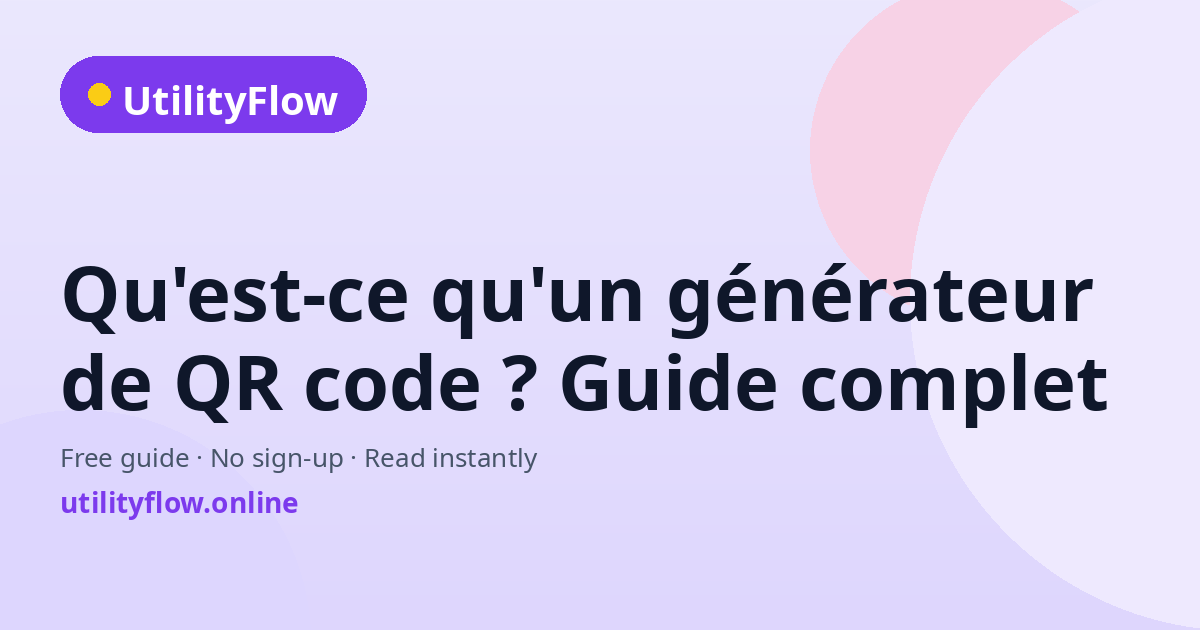 UtilityFlow
Qu'est-ce qu'un générateur
de QR code ? Guide complet
Free guide · No sign-up · Read instantly
utilityflow.online